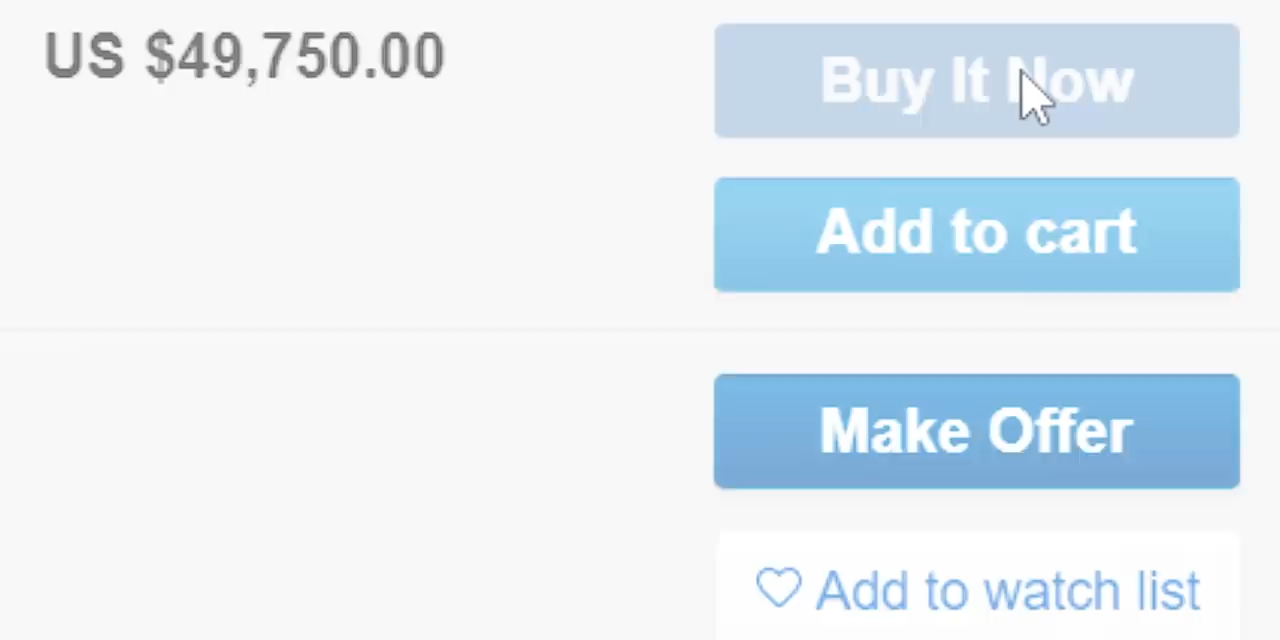 US $49,750.00
Buy It Now
Add to cart
Make Offer
Add to watch list